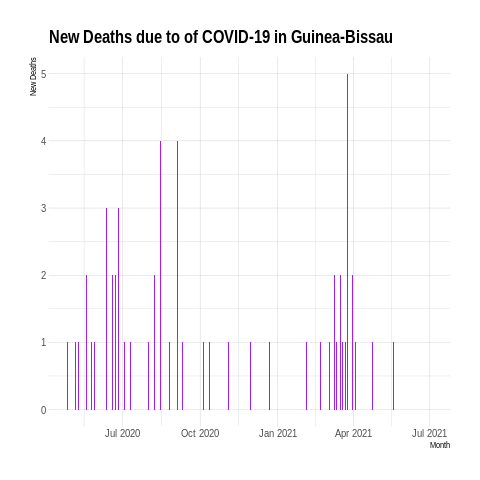 New Deaths due to of COVID-19 in Guinea-Bissau
New Deaths
5
4
3
2
1
0
Jul 2020 Oct 2020 Jan 2021 Apr 2021 Jul 2021
Month